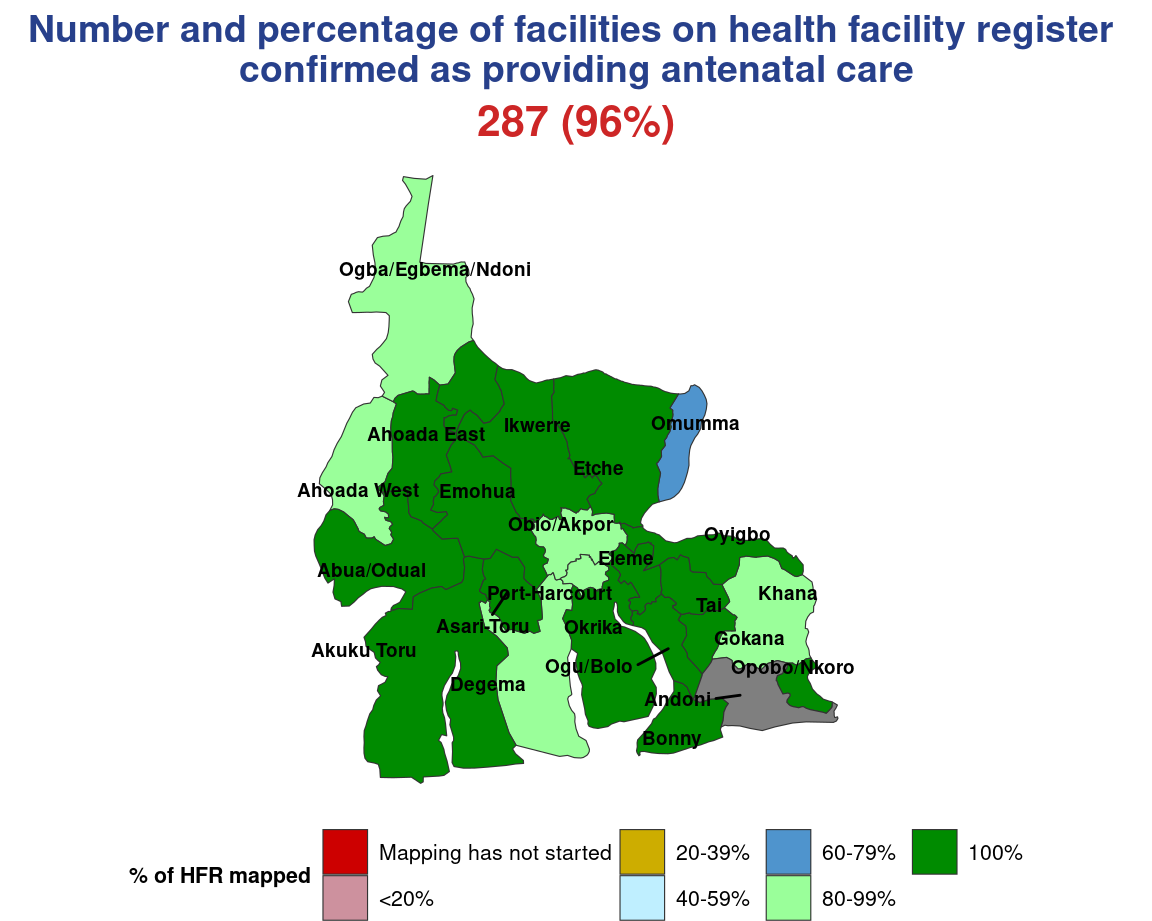 Number and percentage of facilities on health facility register
confirmed as providing antenatal care
287 (96%)
Ogba/Egbema/Ndoni
Omumma
Ikwerre
Ahoada East
Etche
Ahoada West
Emohua
Obio/Akpor
Oyigbo
Eleme
Abua/Odual
Port-Harcourt
Khana
Tai
Asari-Toru
Okrika
Gokana
Akuku Toru
Ogu/Bolo
Opobo/Nkoro
Degema
Andoni
Bonny
% of HFR mapped
Mapping has not started
20-39%
60-79%
100%
<20%
40-59%
80-99%